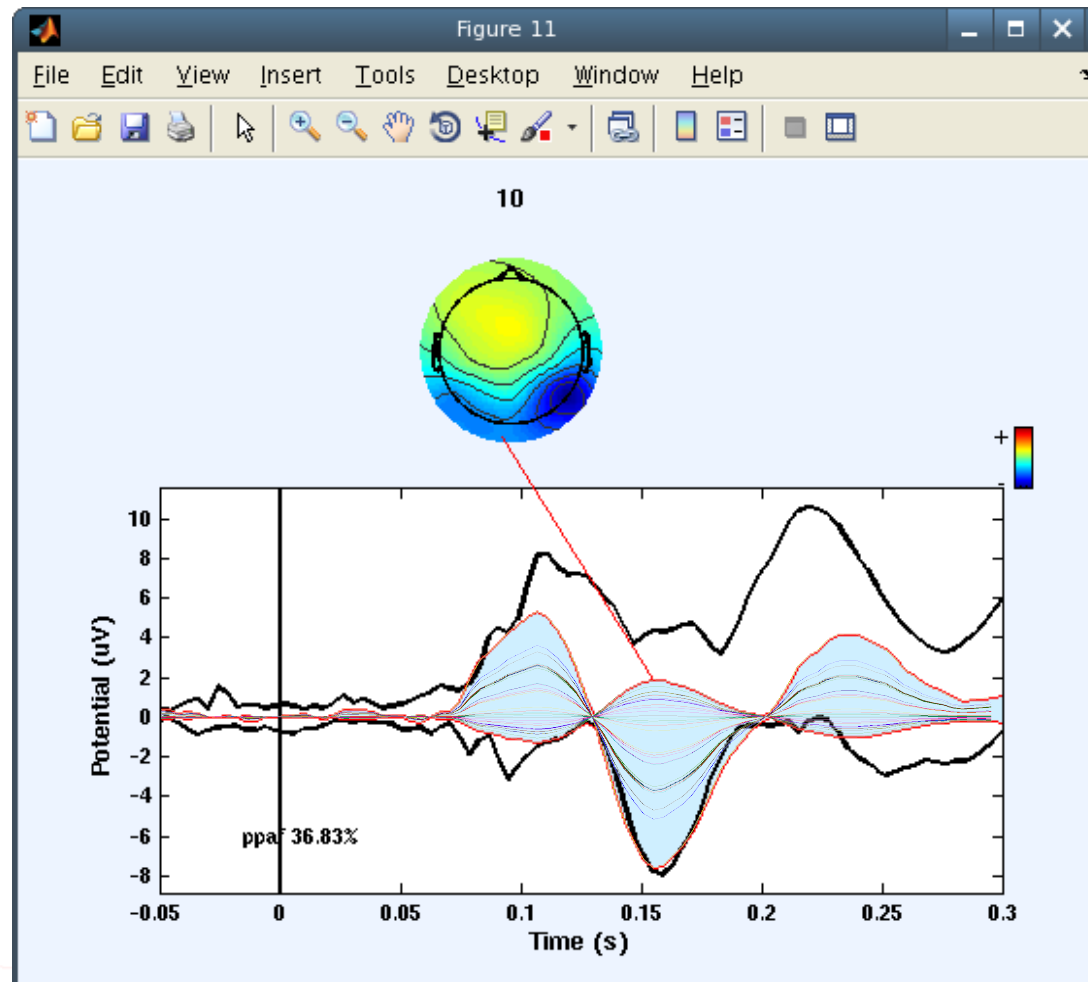 Figure 11
File Edit View Insert Tools Desktop Window Help
10
+
-
10
8
6
4
2
0
-2
-4
-6
-8
Potential (uV)
ppaf 36.83%
-0.05 0 0.05 0.1 0.15 0.2 0.25 0.3
Time (s)